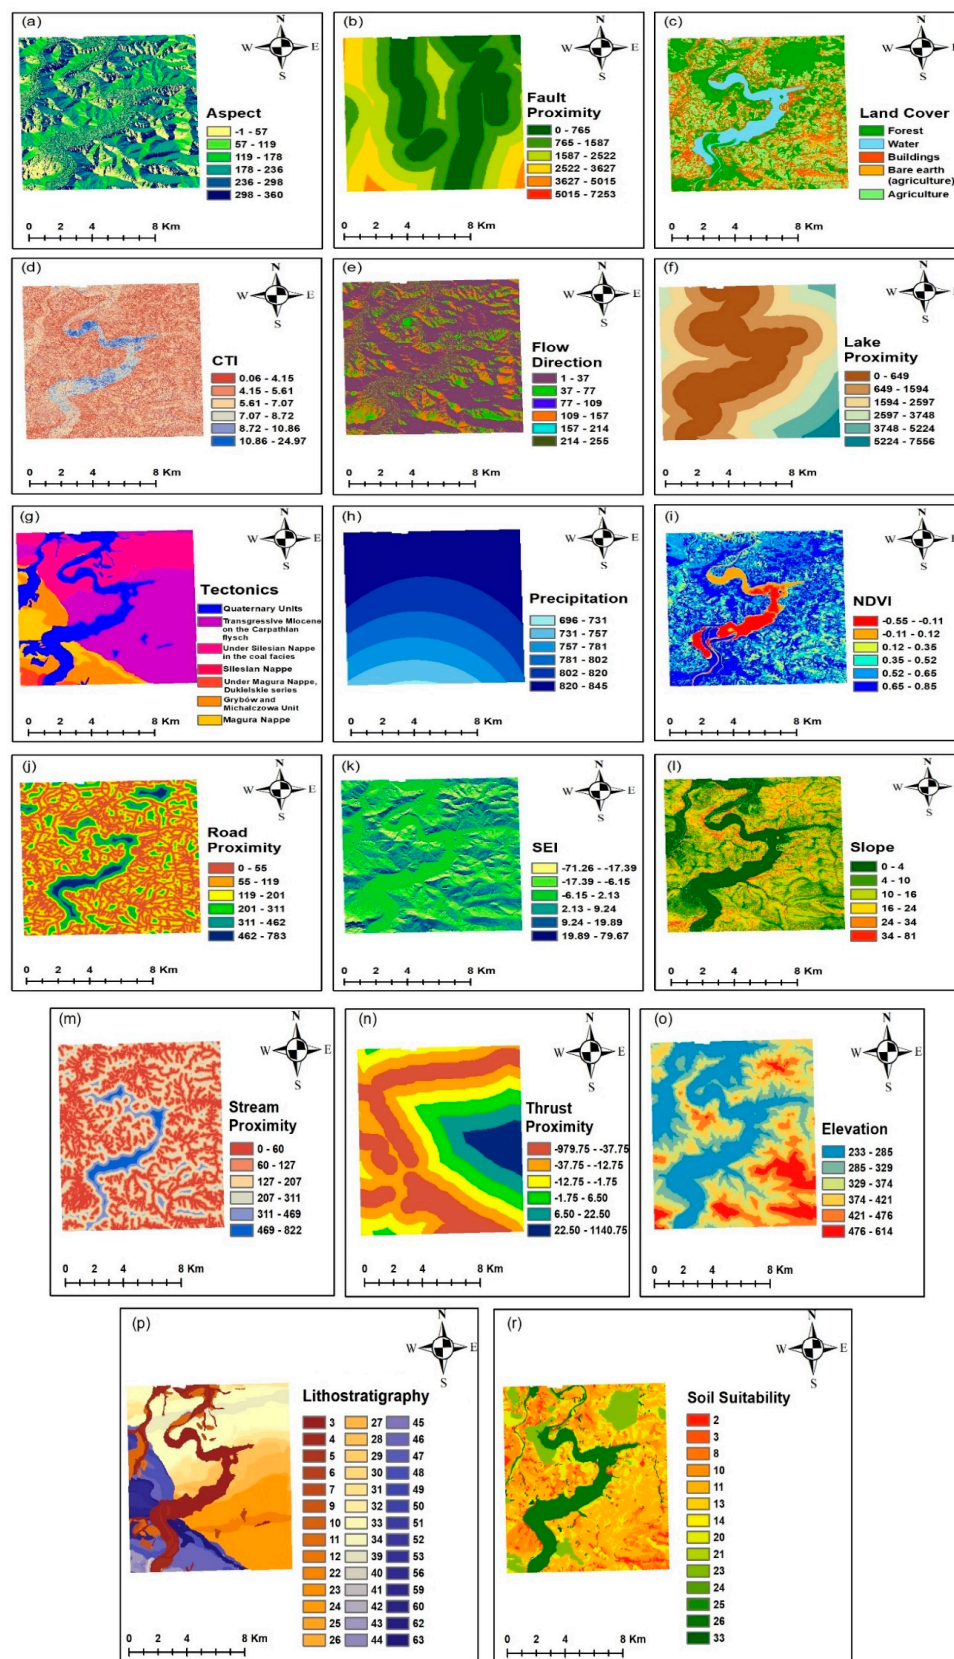 (a)
N
W E
S
Aspect
-1 - 57
57 - 119
119 - 178
178 - 236
236 - 298
298 - 360
0 2 4 8 Km
(b)
N
W E
S
Fault
Proximity
0 - 765
765 - 1587
1587 - 2522
2522 - 3627
3627 - 5015
5015 - 7253
0 2 4 8 Km
(c)
N
W E
S
Land Cover
Forest
Water
Buildings
Bare earth
(agriculture)
Agriculture
0 2 4 8 Km
(d)
N
W E
S
CTI
0.06 - 4.15
4.15 - 5.61
5.61 - 7.07
7.07 - 8.72
8.72 - 10.86
10.86 - 24.97
0 2 4 8 Km
(e)
N
W E
S
Flow
Direction
1 - 37
37 - 77
77 - 109
109 - 157
157 - 214
214 - 255
0 2 4 8 Km
(f)
N
W E
S
Lake
Proximity
0 - 649
649 - 1594
1594 - 2597
2597 - 3748
3748 - 5224
5224 - 7556
0 2 4 8 Km
(g)
N
W E
S
Tectonics
Quaternary Units
Transgressive Miocene
on the Carpathian
flysch
Under Silesian Nappe
in the coal facies
Silesian Nappe
Under Magura Nappe,
Dukielskie series
Grybów and
Michalczowa Unit
Magura Nappe
0 2 4 8 Km
(h)
N
W E
S
Precipitation
696 - 731
731 - 757
757 - 781
781 - 802
802 - 820
820 - 845
0 2 4 8 Km
(i)
N
W E
S
NDVI
-0.55 - -0.11
-0.11 - 0.12
0.12 - 0.35
0.35 - 0.52
0.52 - 0.65
0.65 - 0.85
0 2 4 8 Km
(j)
N
W E
S
Road
Proximity
0 - 55
55 - 119
119 - 201
201 - 311
311 - 462
462 - 783
0 2 4 8 Km
(k)
N
W E
S
SEI
-71.26 - -17.39
-17.39 - -6.15
-6.15 - 2.13
2.13 - 9.24
9.24 - 19.89
19.89 - 79.67
0 2 4 8 Km
(l)
N
W E
S
Slope
0 - 4
4 - 10
10 - 16
16 - 24
24 - 34
34 - 81
0 2 4 8 Km
(m)
N
W E
S
Stream
Proximity
0 - 60
60 - 127
127 - 207
207 - 311
311 - 469
469 - 822
0 2 4 8 Km
(n)
N
W E
S
Thrust
Proximity
-979.75 - -37.75
-37.75 - -12.75
-12.75 - -1.75
-1.75 - 6.50
6.50 - 22.50
22.50 - 1140.75
0 2 4 8 Km
(o)
N
W E
S
Elevation
233 - 285
285 - 329
329 - 374
374 - 421
421 - 476
476 - 614
0 2 4 8 Km
(p)
N
W E
S
Lithostratigraphy
3 27 45
4 28 46
5 29 47
6 30 48
7 31 49
9 32 50
10 33 51
11 34 52
12 39 53
22 40 56
23 41 59
24 42 60
25 43 62
26 44 63
0 2 4 8 Km
(r)
N
W E
S
Soil Suitability
2
3
8
10
11
13
14
20
21
23
24
25
26
33
0 2 4 8 Km